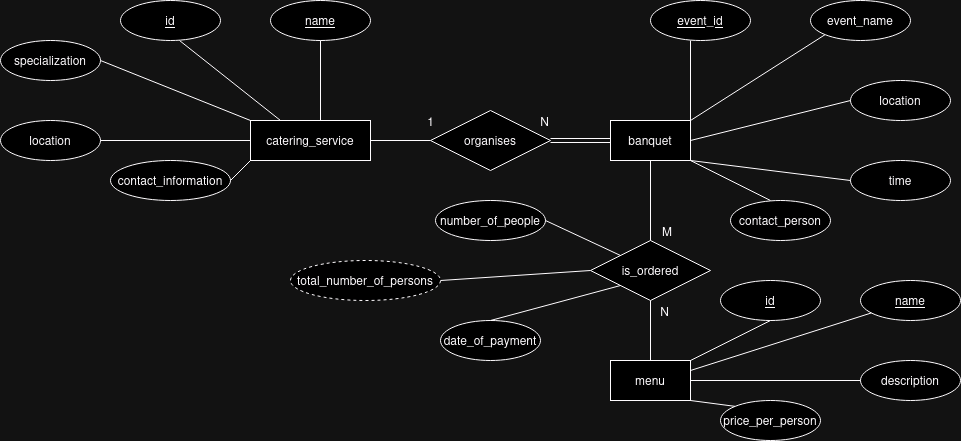 id
name
event_id
event_name
specialization
location
1
N
location
catering_service
organises
banquet
contact_information
time
number_of_people
contact_person
M
total_number_of_persons
is_ordered
id
name
N
date_of_payment
menu
description
price_per_person